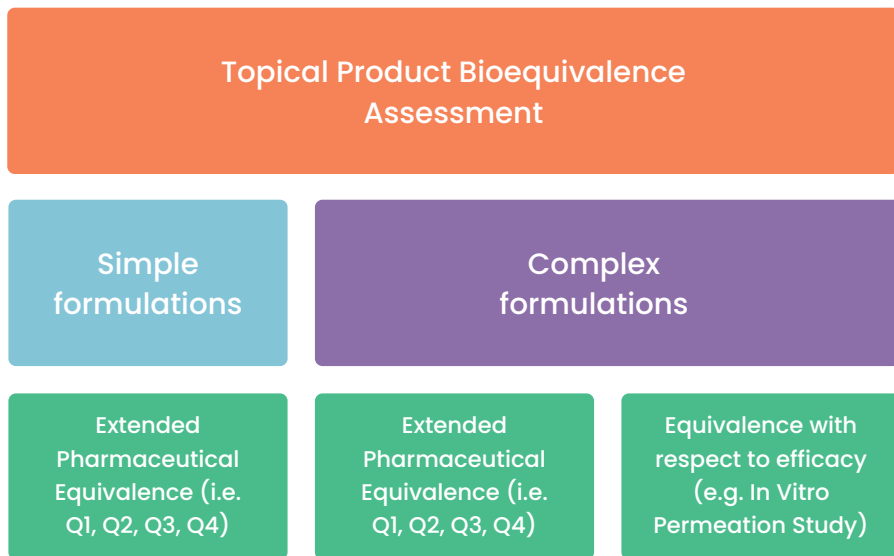 Topical Product Bioequivalence
Assessment
Simple
formulations
Complex
formulations
Extended
Pharmaceutical
Equivalence (i.e.
Q1, Q2, Q3, Q4)
Extended
Pharmaceutical
Equivalence (i.e.
Q1, Q2, Q3, Q4)
Equivalence with
respect to efficacy
(e.g. In Vitro
Permeation Study)